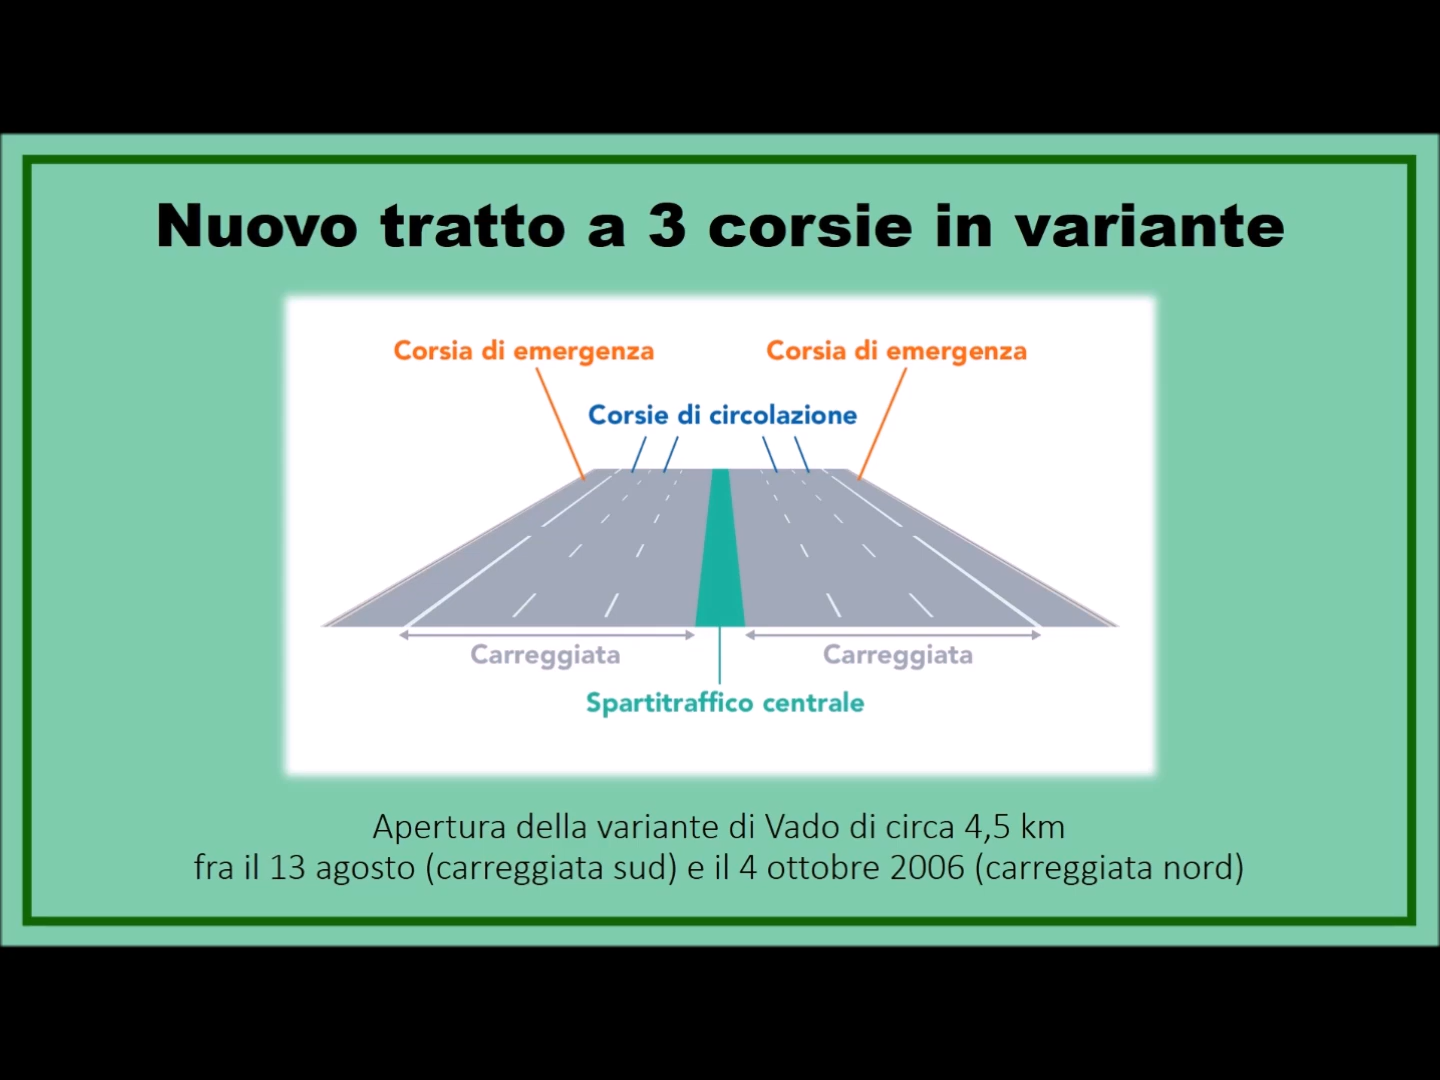 Nuovo tratto a 3 corsie in variante
Corsia di emergenza
Corsia di emergenza
Corsie di circolazione
Carreggiata
Carreggiata
Spartitraffico centrale
Apertura della variante di Vado di circa 4,5 km
fra il 13 agosto (carreggiata sud) e il 4 ottobre 2006 (carreggiata nord)